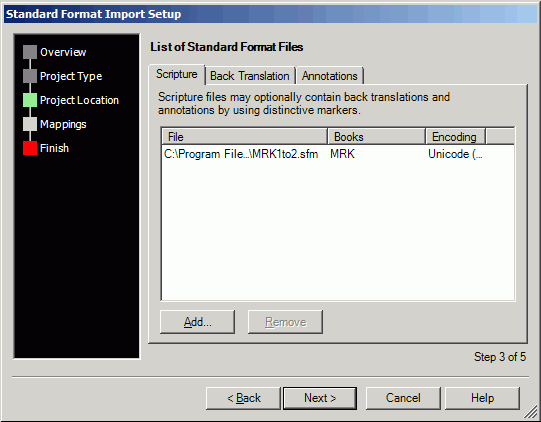 Standard Format Import Setup
Overview
Project Type
Project Location
Mappings
Finish
List of Standard Format Files
Scripture Back Translation Annotations
Scripture files may optionally contain back translations and
annotations by using distinctive markers.
File Books Encoding
C:\Program File...\MRK1to2.sfm MRK Unicode (...
Add... Remove
Step 3 of 5
< Back Next > Cancel Help